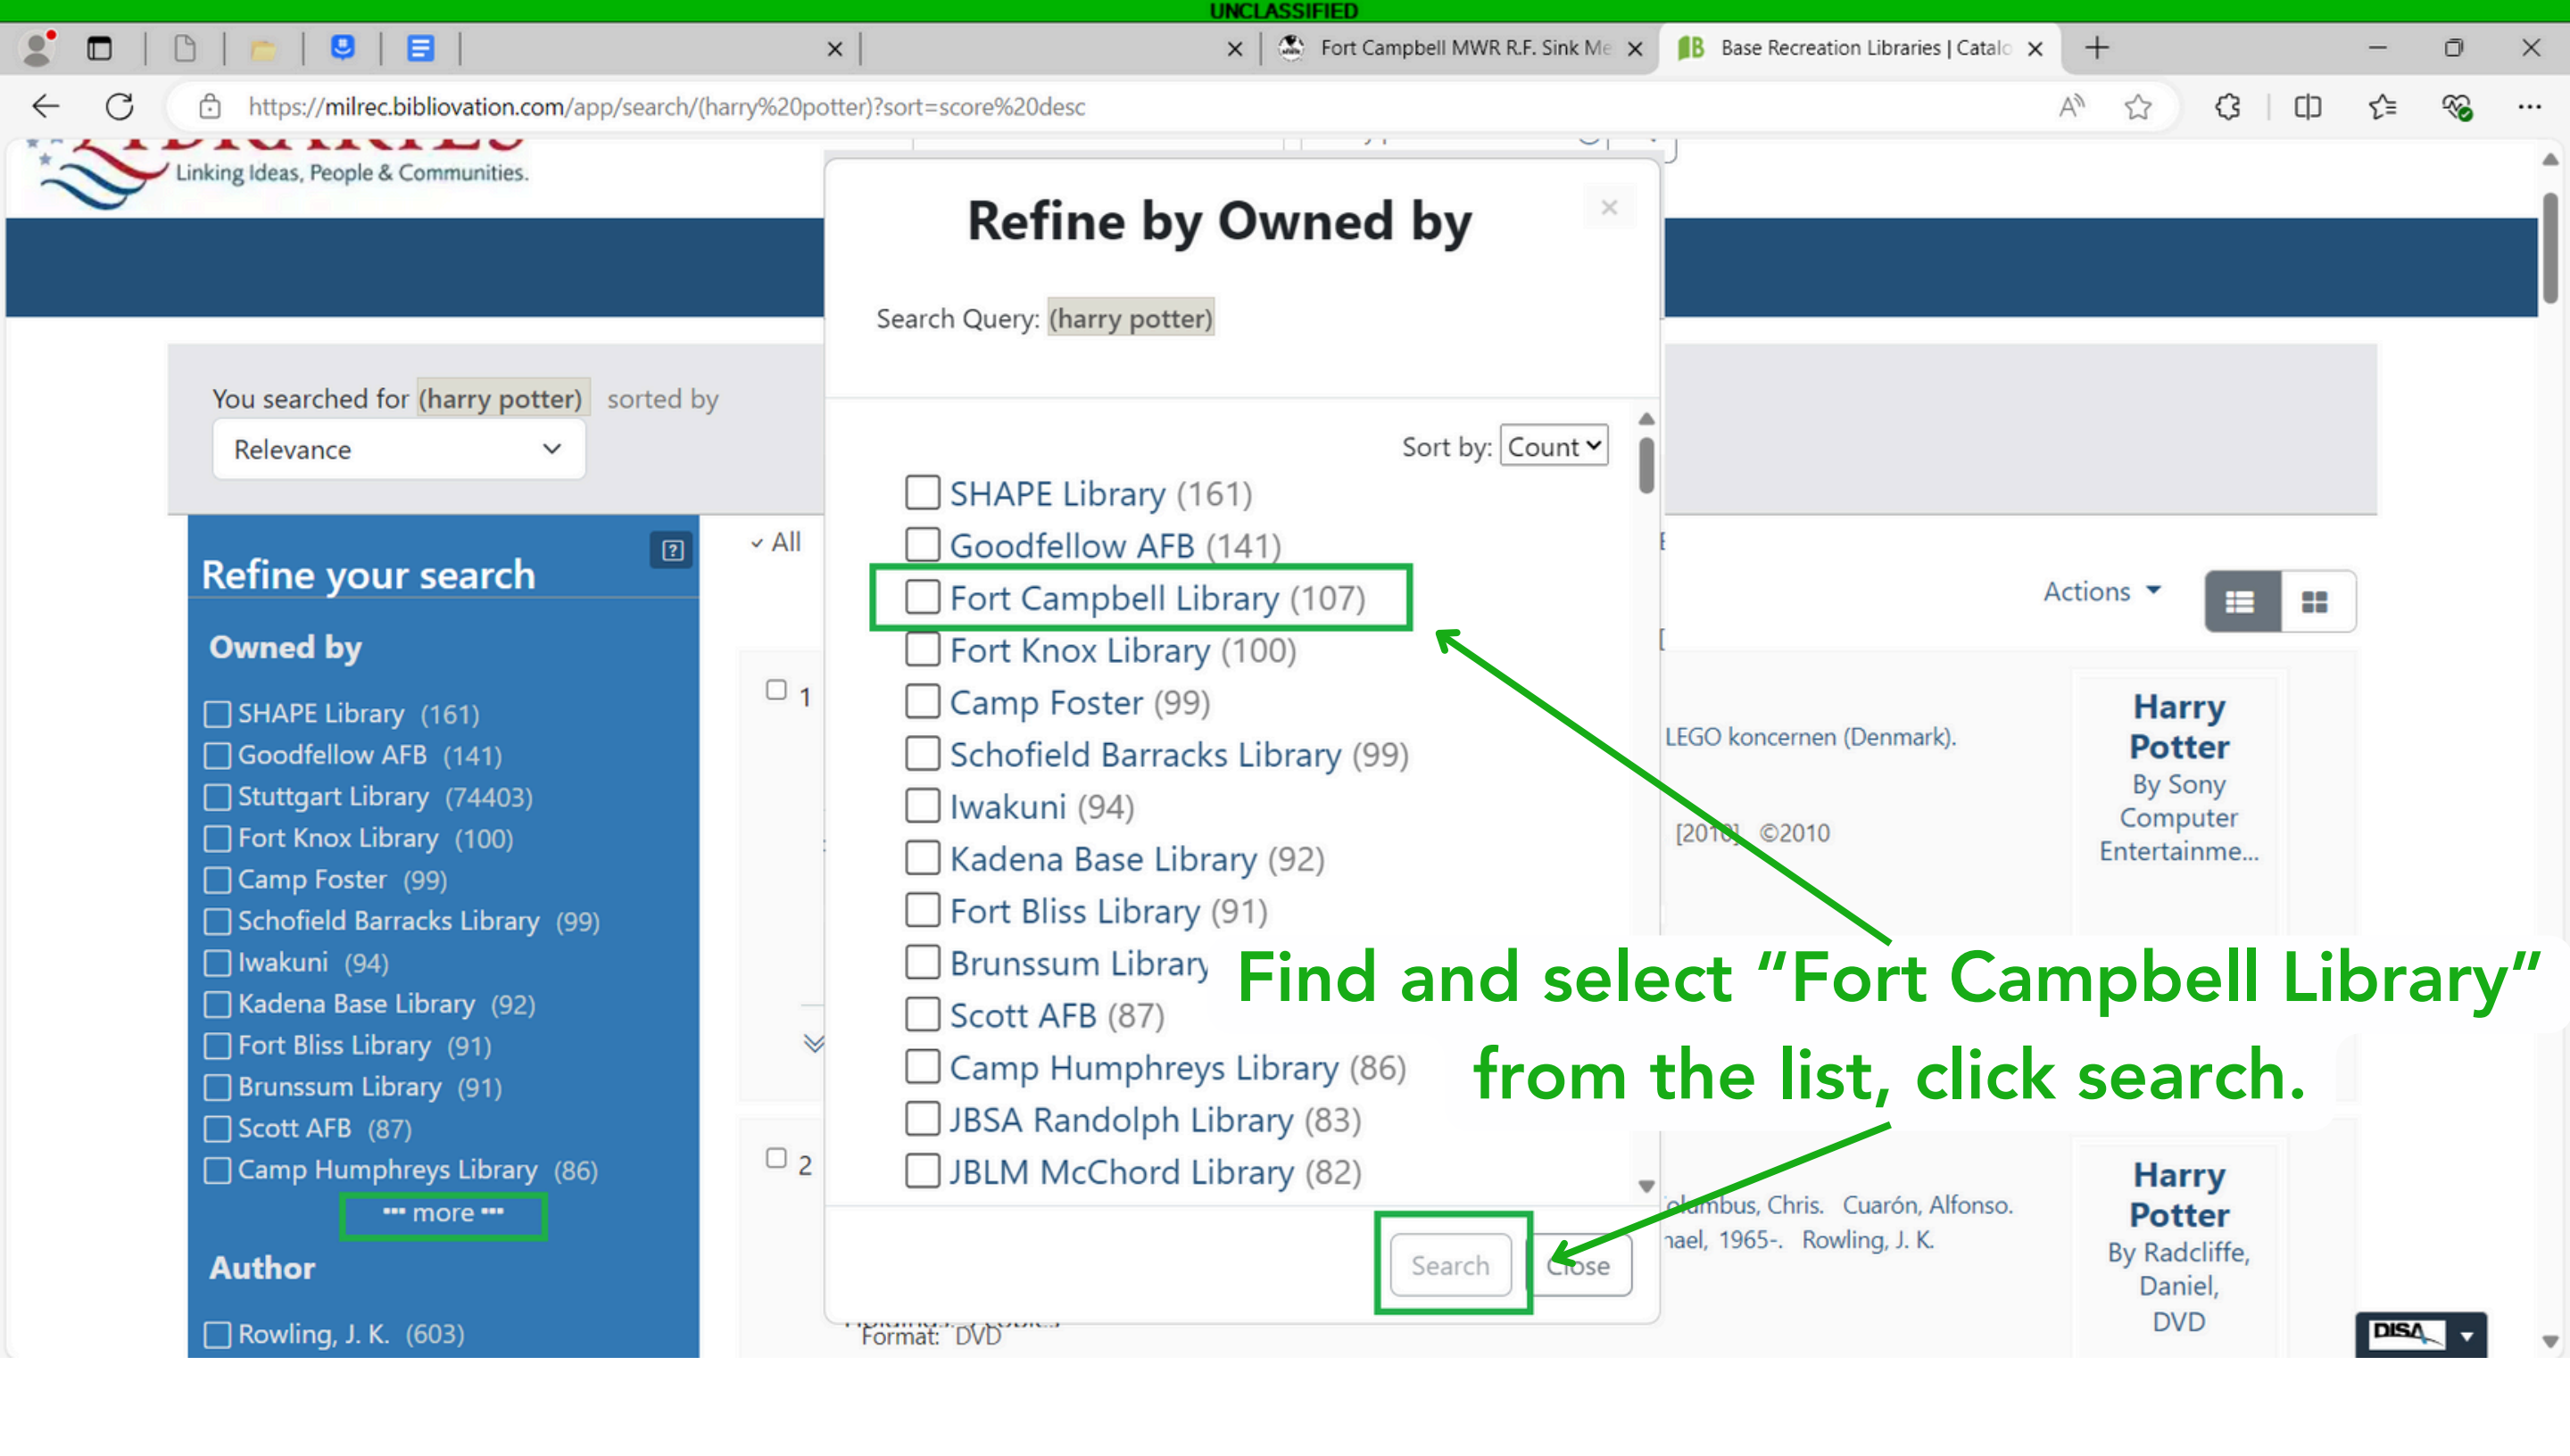 UNCLASSIFIED
Fort Campbell MWR R.F. Sink Me
Base Recreation Libraries | Catalo
https://milrec.bibliovation.com/app/search/(harry%20potter)?sort=score%20desc
Linking Ideas, People & Communities.
Refine by Owned by
Search Query: (harry potter)
You searched for (harry potter) sorted by
Relevance
Sort by: Count
SHAPE Library (161)
Goodfellow AFB (141)
Fort Campbell Library (107)
Fort Knox Library (100)
Camp Foster (99)
Schofield Barracks Library (99)
Iwakuni (94)
Kadena Base Library (92)
Fort Bliss Library (91)
Brunssum Library
Scott AFB (87)
Camp Humphreys Library (86)
JBSA Randolph Library (83)
JBLM McChord Library (82)
Search
Close
Find and select “Fort Campbell Library”
from the list, click search.
Refine your search
Owned by
SHAPE Library (161)
Goodfellow AFB (141)
Stuttgart Library (74403)
Fort Knox Library (100)
Camp Foster (99)
Schofield Barracks Library (99)
Iwakuni (94)
Kadena Base Library (92)
Fort Bliss Library (91)
Brunssum Library (91)
Scott AFB (87)
Camp Humphreys Library (86)
··· more ···
Author
Rowling, J. K. (603)
All
Actions
1
LEGO koncernen (Denmark).
[2010] ©2010
Harry
Potter
By Sony
Computer
Entertainme...
2
Chris. Cuarón, Alfonso.
1965-. Rowling, J. K.
Format: DVD
Harry
Potter
By Radcliffe,
Daniel,
DVD
DISA